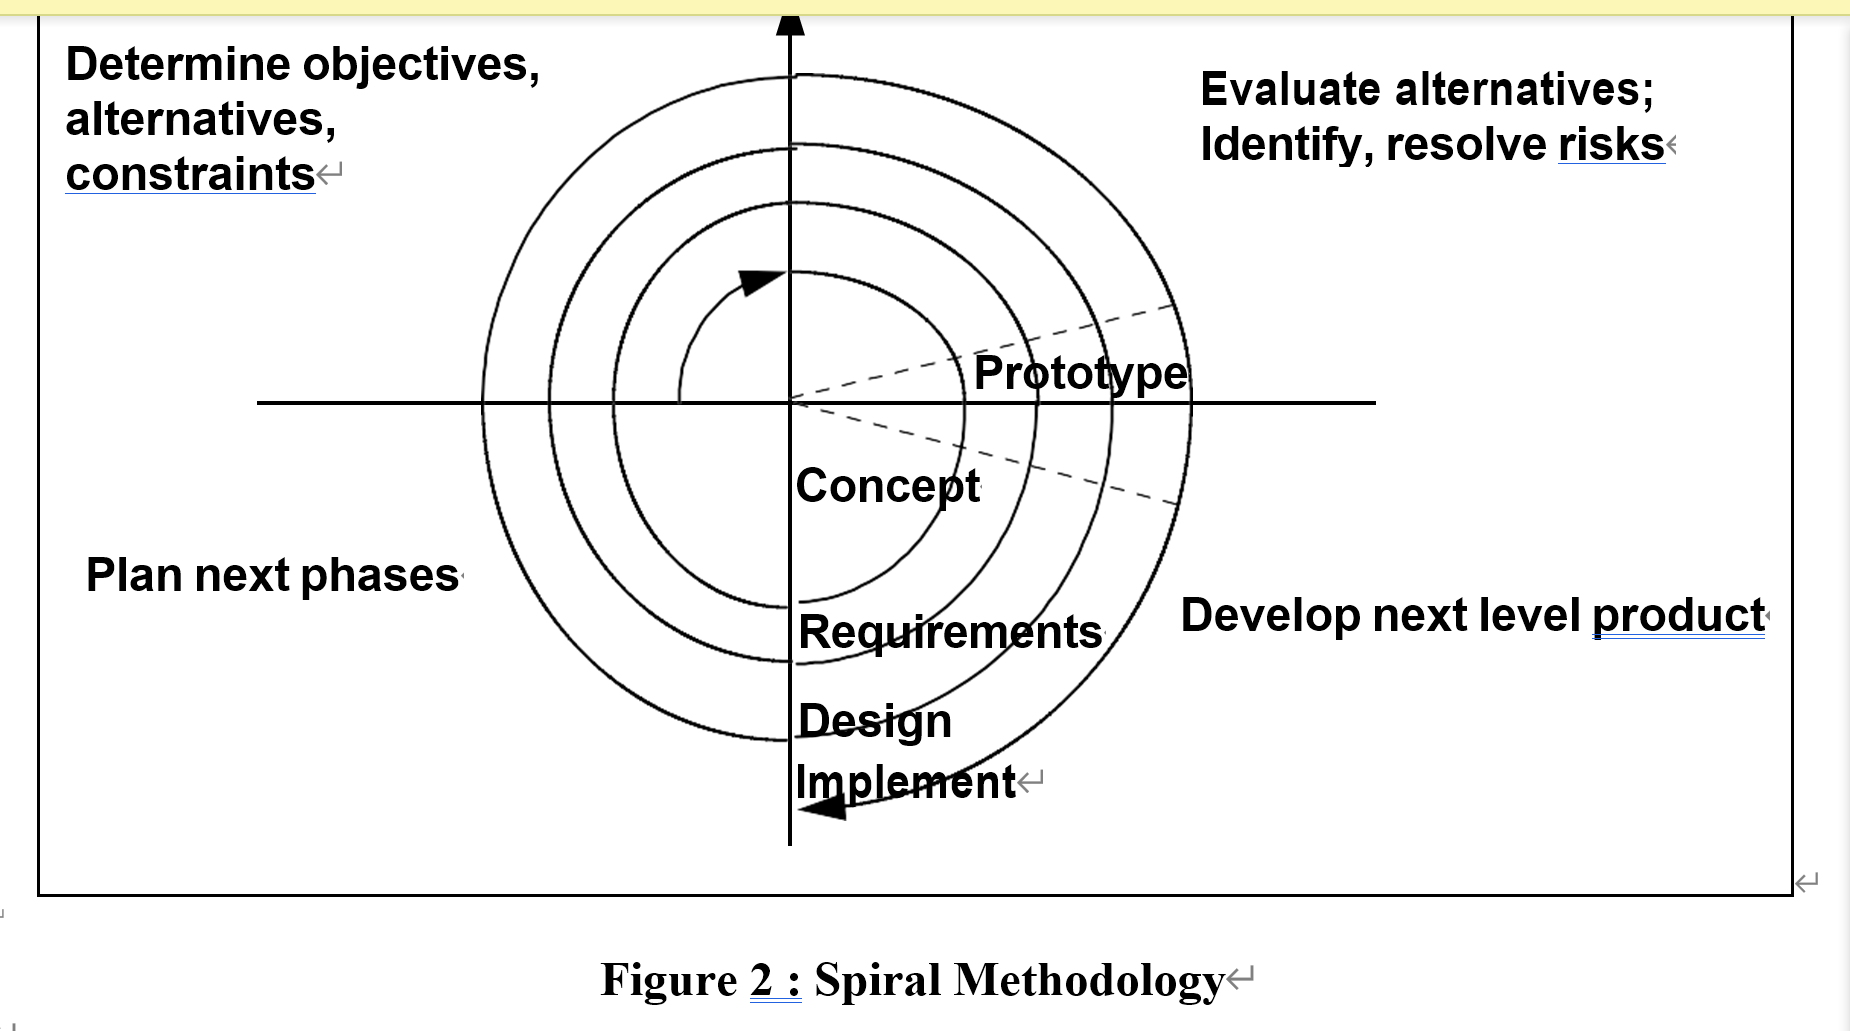 Determine objectives,
alternatives,
constraints
Evaluate alternatives;
Identify, resolve risks
Prototype
Concept
Plan next phases
Develop next level product
Requirements
Design
Implement
Figure 2 : Spiral Methodology